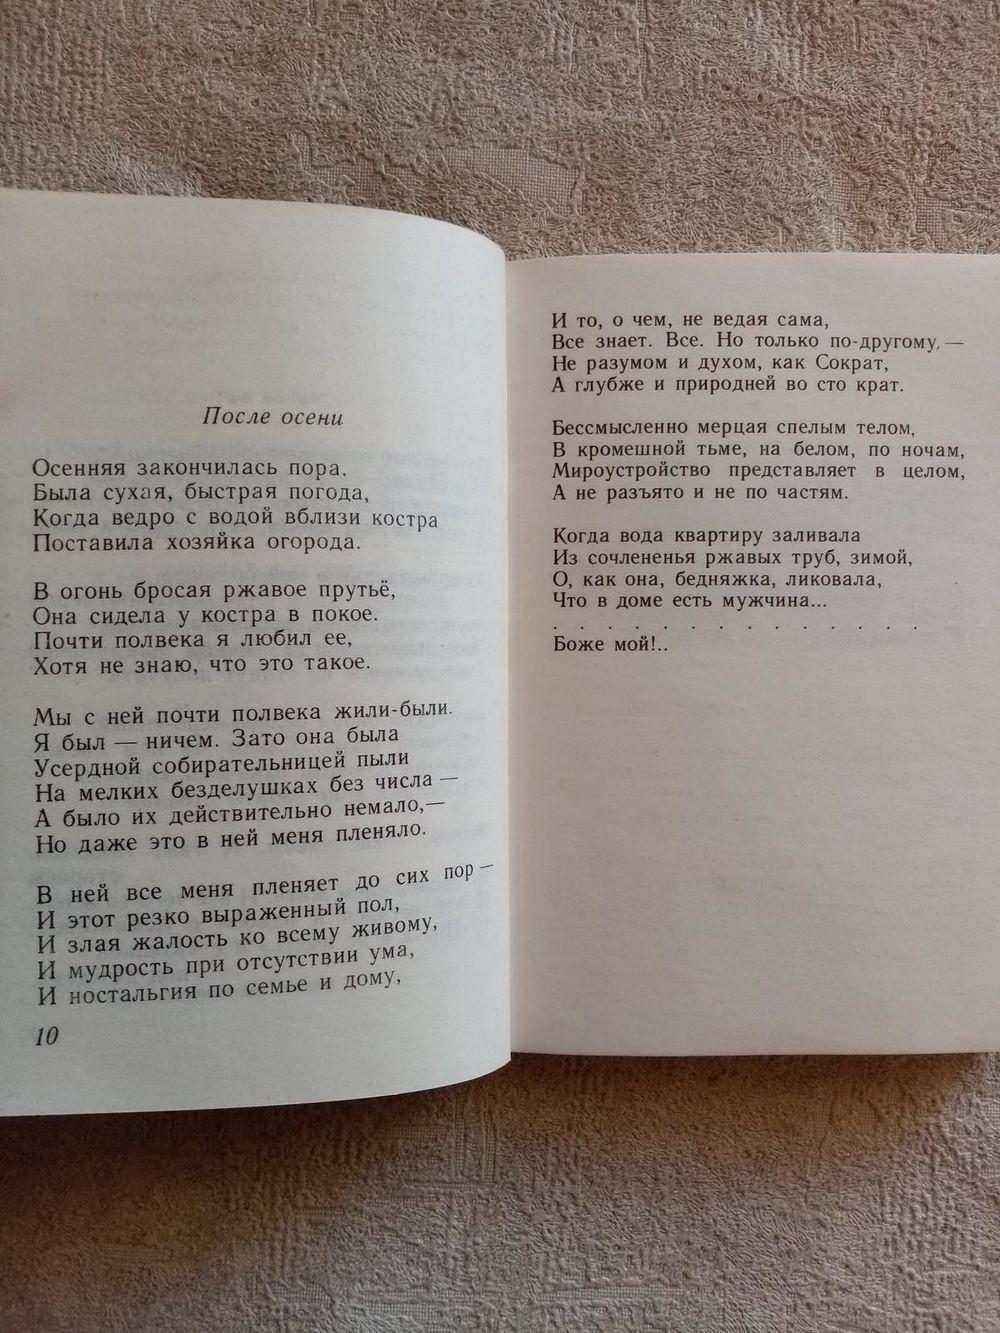 После осени
Осенняя закончилась пора.
Была сухая, быстрая погода,
Когда ведро с водой вблизи костра
Поставила хозяйка огорода.
В огонь бросая ржавое прутьё,
Она сидела у костра в покое.
Почти полвека я любил ее,
Хотя не знаю, что это такое.
Мы с ней почти полвека жили-были.
Я был — ничем. Зато она была
Усердной собирательницей пыли
На мелких безделушках без числа —
А было их действительно немало,—
Но даже это в ней меня пленяло.
В ней все меня пленяет до сих пор —
И этот резко выраженный пол,
И злая жалость ко всему живому,
И мудрость при отсутствии ума,
И ностальгия по семье и дому,
10
И то, о чем, не ведая сама,
Все знает. Все. Но только по-другому,—
Не разумом и духом, как Сократ,
А глубже и природней во сто крат.
Бессмысленно мерцая спелым телом,
В кромешной тьме, на белом, по ночам,
Мироустройство представляет в целом,
А не разъято и не по частям.
Когда вода квартиру заливала
Из сочлененья ржавых труб, зимой,
О, как она, бедняжка, ликовала,
Что в доме есть мужчина...
. . . . . . . . . . . . . .
Боже мой!..